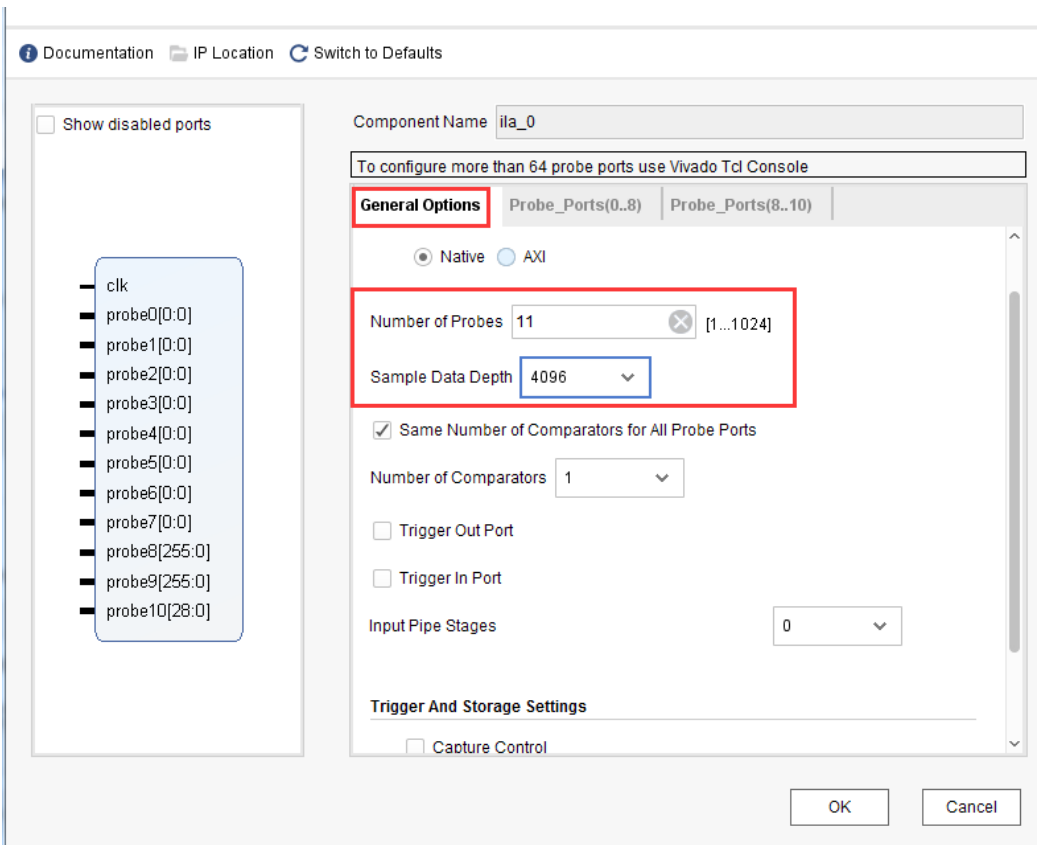 Documentation IP Location Switch to Defaults
Show disabled ports
clk
probe0[0:0]
probe1[0:0]
probe2[0:0]
probe3[0:0]
probe4[0:0]
probe5[0:0]
probe6[0:0]
probe7[0:0]
probe8[255:0]
probe9[255:0]
probe10[28:0]
Component Name ila_0
To configure more than 64 probe ports use Vivado Tcl Console
General Options Probe_Ports(0..8) Probe_Ports(8..10)
Native AXI
Number of Probes 11 [1...1024]
Sample Data Depth 4096
Same Number of Comparators for All Probe Ports
Number of Comparators 1
Trigger Out Port
Trigger In Port
Input Pipe Stages 0
Trigger And Storage Settings
Capture Control
OK Cancel